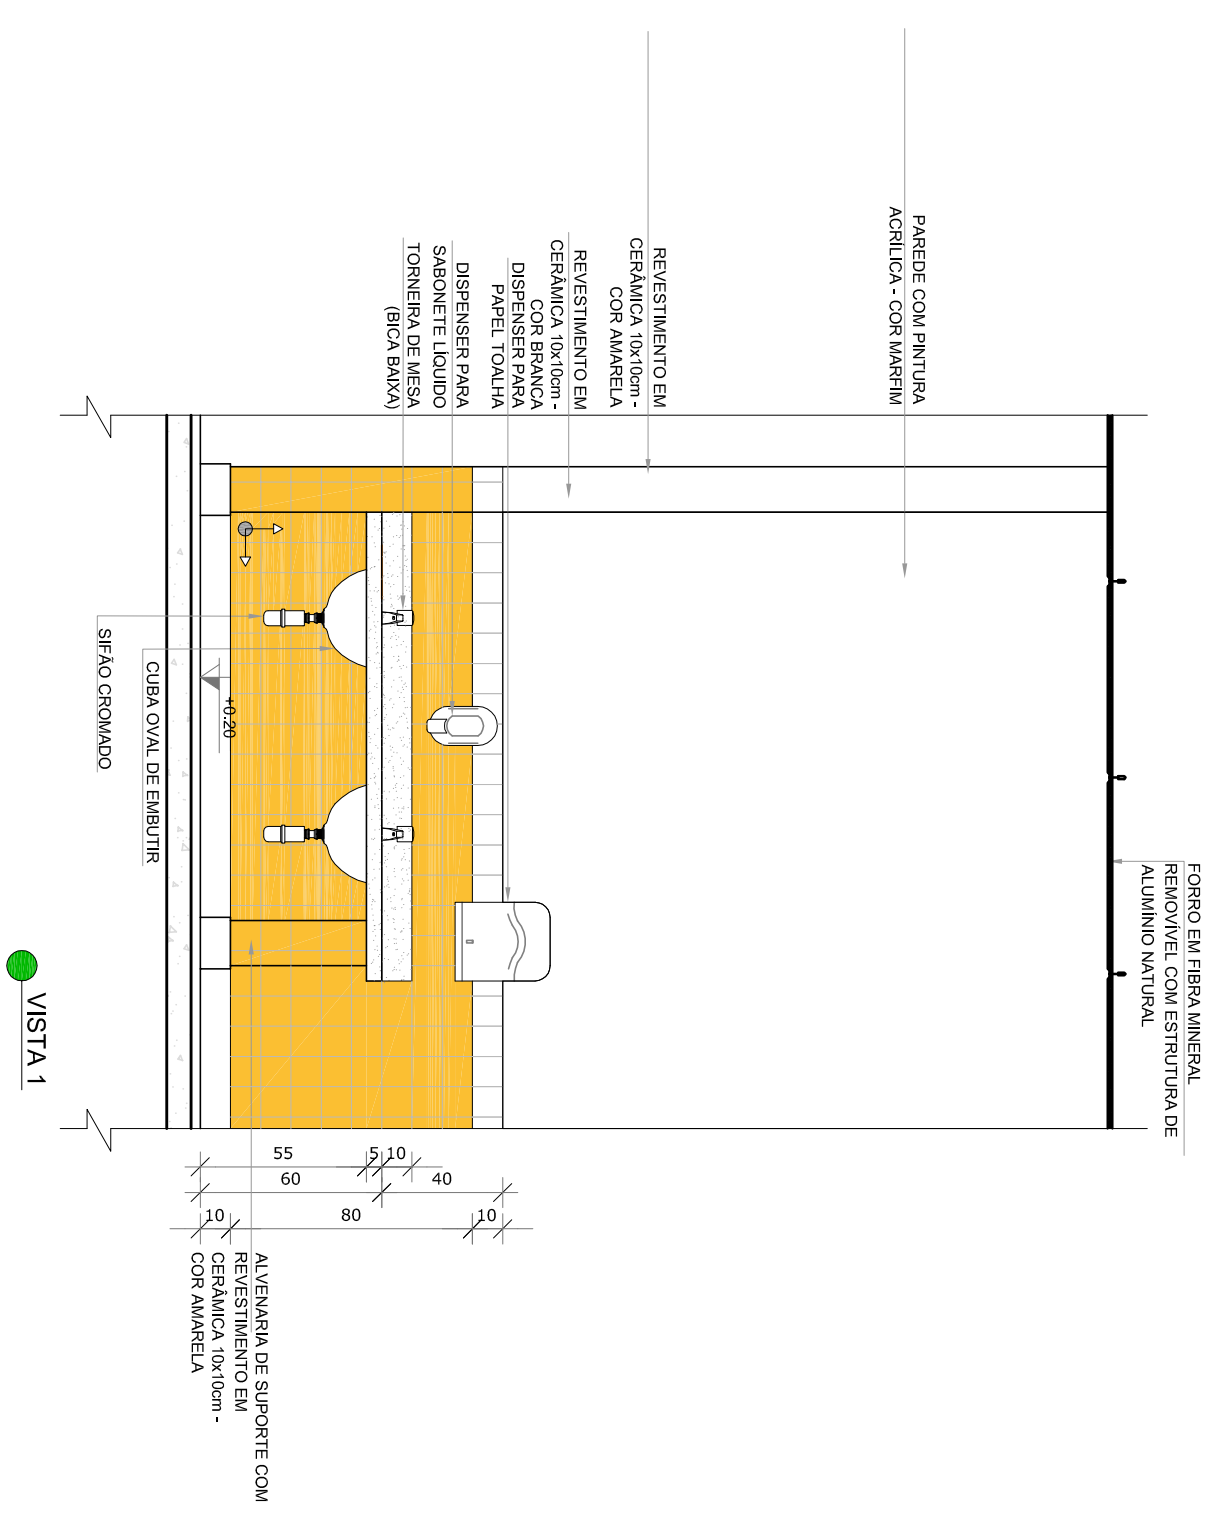 FORRO EM FIBRA MINERAL
REMOVÍVEL COM ESTRUTURA DE
ALUMÍNIO NATURAL
PAREDE COM PINTURA
ACRÍLICA - COR MARFIM
REVESTIMENTO EM
CERÂMICA 10x10cm -
COR AMARELA
REVESTIMENTO EM
CERÂMICA 10x10cm -
COR BRANCA
DISPENSER PARA
PAPEL TOALHA
DISPENSER PARA
SABONETE LÍQUIDO
TORNEIRA DE MESA
(BICA BAIXA)
+0.20
CUBA OVAL DE EMBUTIR
SIFÃO CROMADO
55
5
10
60
40
10
80
10
ALVENARIA DE SUPORTE COM
REVESTIMENTO EM
CERÂMICA 10x10cm -
COR AMARELA
VISTA 1